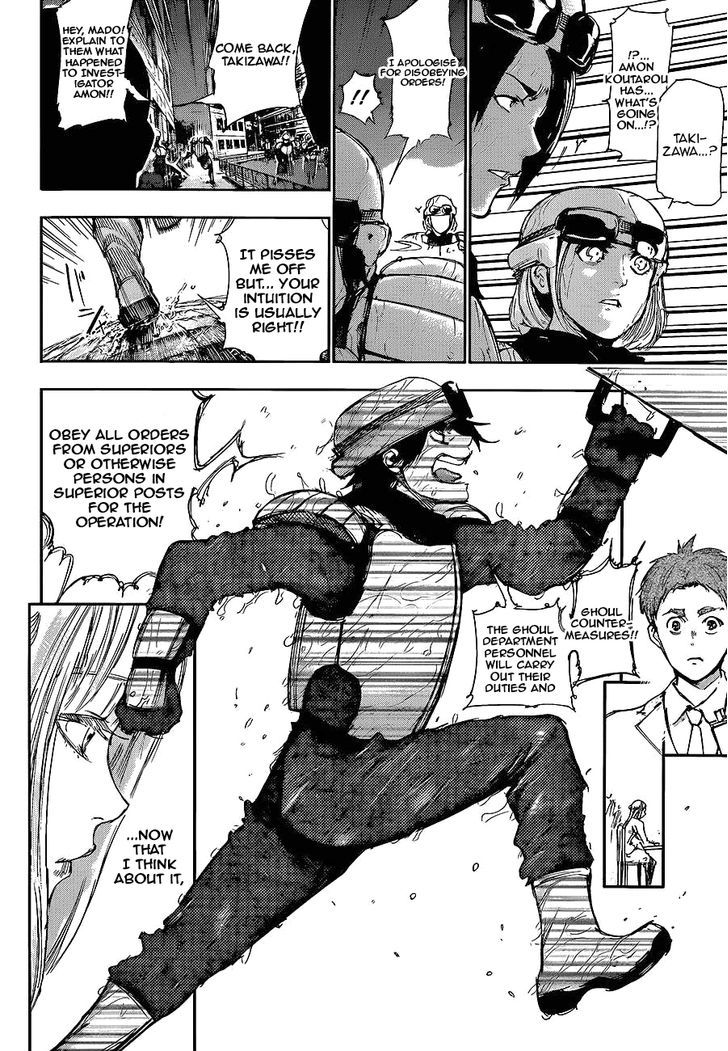 !?...
AMON
KOUTAROU
HAS...
WHAT'S
GOING
ON...!?
TAKI-
ZAWA...?
I APOLOGISE
FOR DISOBEYING
ORDERS!
!!
COME BACK,
TAKIZAWA!!
HEY, MADO!
EXPLAIN TO
THEM WHAT
HAPPENED
TO INVEST-
IGATOR
AMON!!
IT PISSES
ME OFF
BUT... YOUR
INTUITION
IS USUALLY
RIGHT!!
GHOUL
COUNTER-
MEASURES!!
THE GHOUL
DEPARTMENT
PERSONNEL
WILL CARRY
OUT THEIR
DUTIES AND
OBEY ALL ORDERS
FROM SUPERIORS
OR OTHERWISE
PERSONS IN
SUPERIOR POSTS
FOR THE
OPERATION!
...NOW
THAT
I THINK
ABOUT IT,